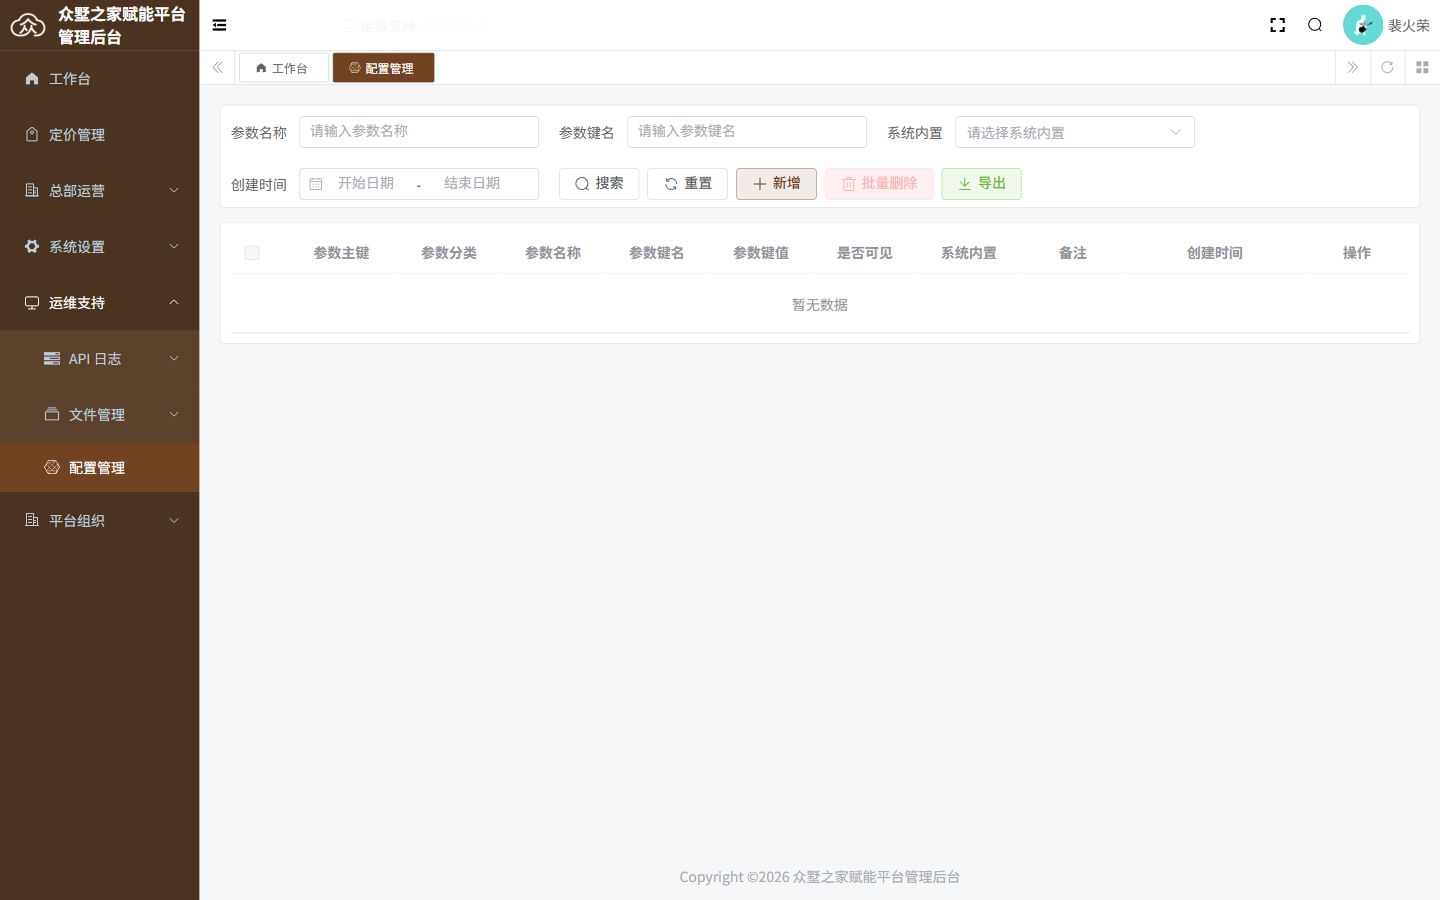 众墅之家赋能平台
管理后台
工作台
定价管理
总部运营
系统设置
运维支持
API 日志
文件管理
配置管理
平台组织
运维支持
裴火荣
工作台
配置管理
参数名称
请输入参数名称
参数键名
请输入参数键名
系统内置
请选择系统内置
创建时间
开始日期
-
结束日期
搜索
重置
新增
批量删除
导出
参数主键
参数分类
参数名称
参数键名
参数键值
是否可见
系统内置
备注
创建时间
操作
暂无数据
Copyright ©2026 众墅之家赋能平台管理后台